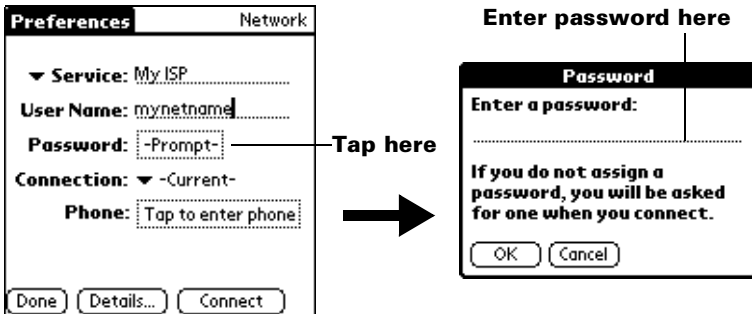 Preferences Network
▼ Service: My ISP
User Name: mynetname
Password: -Prompt-
Connection: ▼ -Current-
Phone: Tap to enter phone
Done Details... Connect
Tap here
Enter password here
Password
Enter a password:
If you do not assign a
password, you will be asked
for one when you connect.
OK Cancel